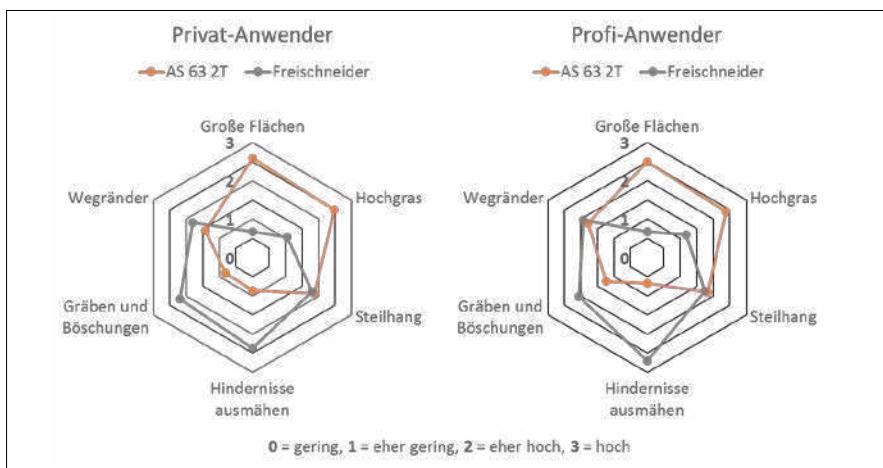 Privat-Anwender
AS 63 2T Freischneider
Große Flächen
3
Wegränder
2
Hochgras
1
0
Gräben und
Böschungen
Steilhang
Hindernisse
ausmähen
Profi-Anwender
AS 63 2T Freischneider
Große Flächen
3
Wegränder
2
Hochgras
1
0
Gräben und
Böschungen
Steilhang
Hindernisse
ausmähen
0 = gering, 1 = eher gering, 2 = eher hoch, 3 = hoch